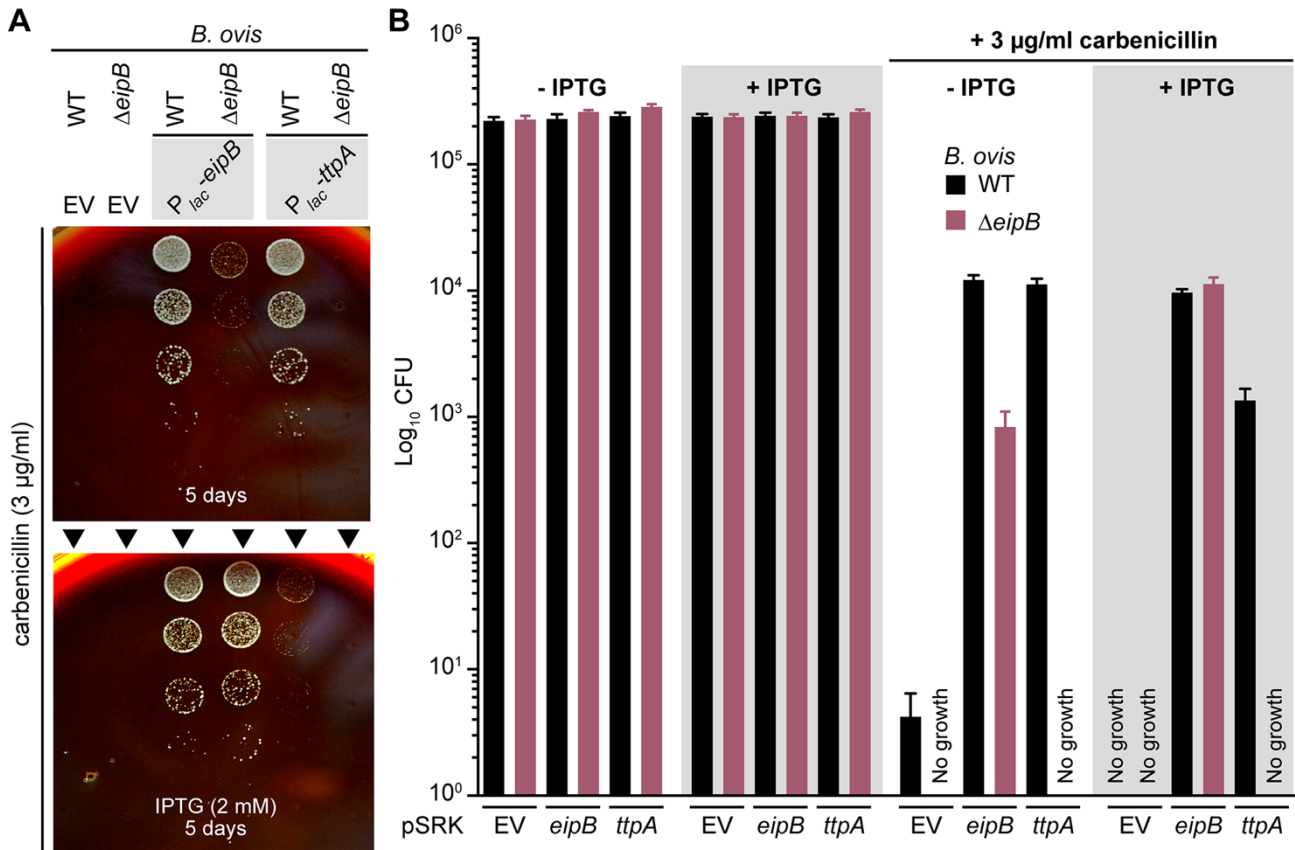 A
B. ovis
WT
ΔeipB
WT
ΔeipB
WT
ΔeipB
EV
EV
P lac -eipB
P lac -ttpA
carbenicillin (3 µg/ml)
5 days
IPTG (2 mM)
5 days
B
+ 3 µg/ml carbenicillin
- IPTG
+ IPTG
- IPTG
+ IPTG
B. ovis
WT
ΔeipB
Log10 CFU
10^6
10^5
10^4
10^3
10^2
10^1
10^0
No growth
No growth
No growth
No growth
No growth
pSRK EV eipB ttpA EV eipB ttpA EV eipB ttpA EV eipB ttpA